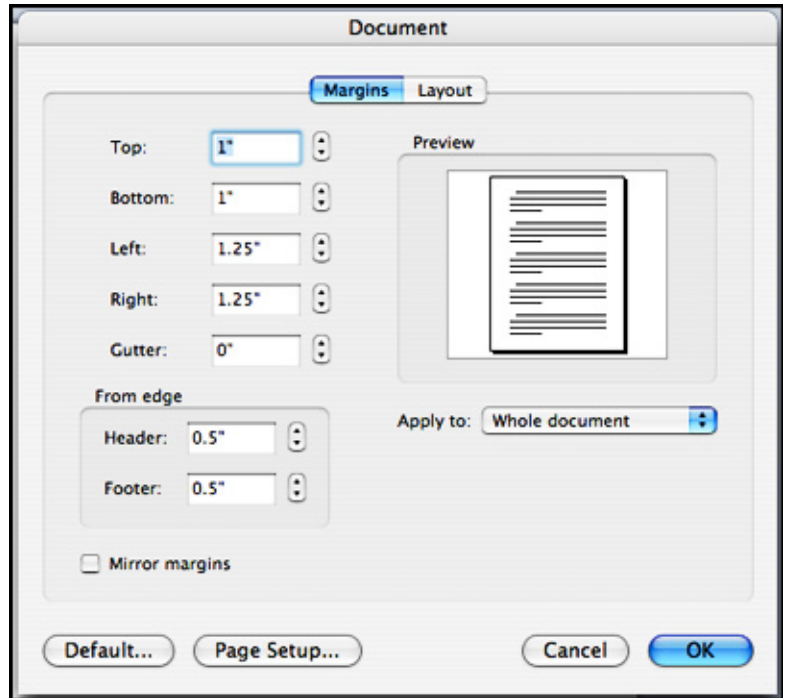 Document
Margins Layout
Top: 1"
Bottom: 1"
Left: 1.25"
Right: 1.25"
Gutter: 0"
From edge
Header: 0.5"
Footer: 0.5"
Mirror margins
Preview
Apply to: Whole document
Default... Page Setup... Cancel OK